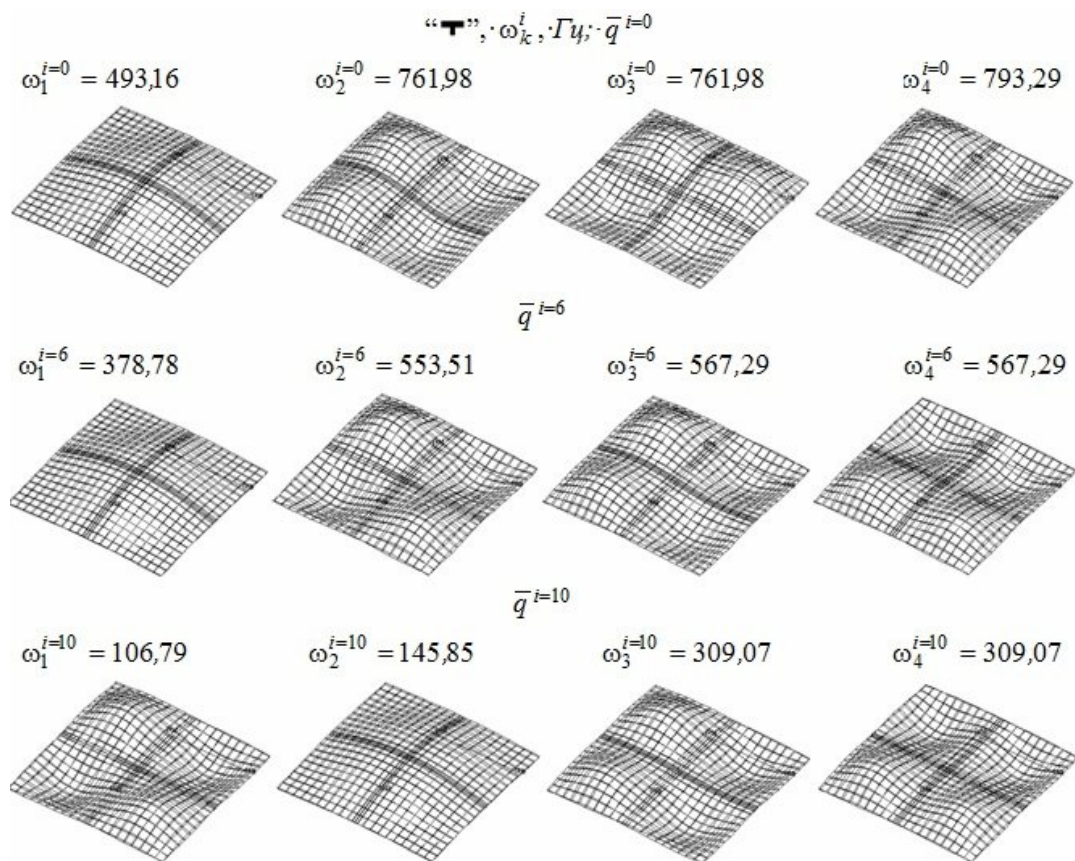 “┳”, · ω_k^i, · Гц; · q̅^{i=0}
ω_1^{i=0} = 493,16 ω_2^{i=0} = 761,98 ω_3^{i=0} = 761,98 ω_4^{i=0} = 793,29
q̅^{i=6}
ω_1^{i=6} = 378,78 ω_2^{i=6} = 553,51 ω_3^{i=6} = 567,29 ω_4^{i=6} = 567,29
q̅^{i=10}
ω_1^{i=10} = 106,79 ω_2^{i=10} = 145,85 ω_3^{i=10} = 309,07 ω_4^{i=10} = 309,07